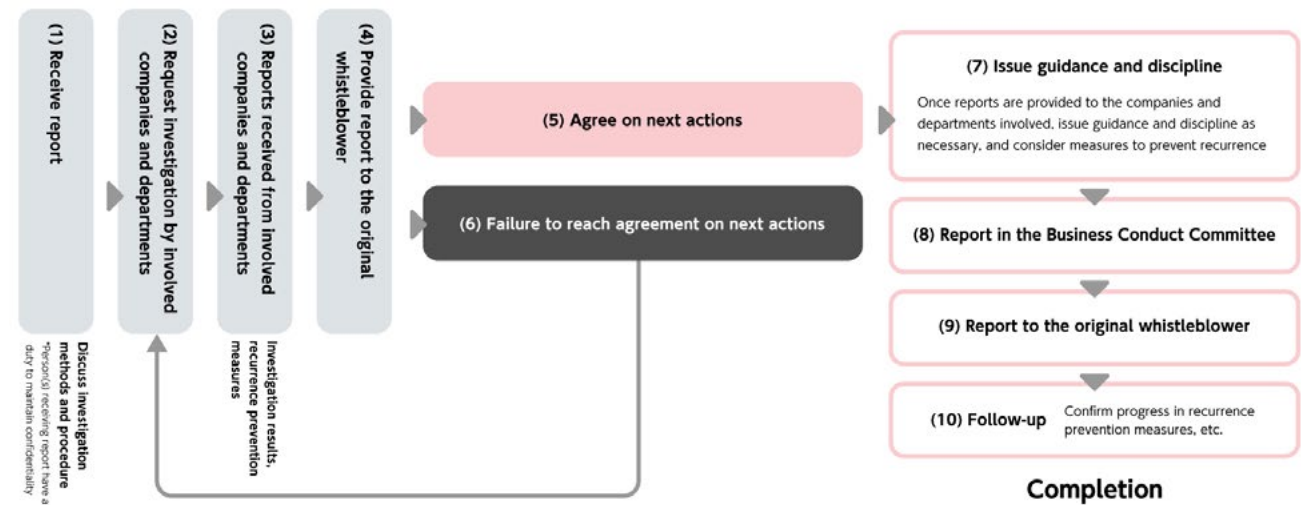 (1) Receive report
Discuss investigation
methods and procedure
*Person(s) receiving report have a
duty to maintain confidentiality
(2) Request investigation by involved
companies and departments
(3) Reports received from involved
companies and departments
Investigation results,
recurrence prevention
measures
(4) Provide report to the original
whistleblower
(5) Agree on next actions
(6) Failure to reach agreement on next actions
(7) Issue guidance and discipline
Once reports are provided to the companies and
departments involved, issue guidance and discipline as
necessary, and consider measures to prevent recurrence
(8) Report in the Business Conduct Committee
(9) Report to the original whistleblower
(10) Follow-up
Confirm progress in recurrence
prevention measures, etc.
Completion